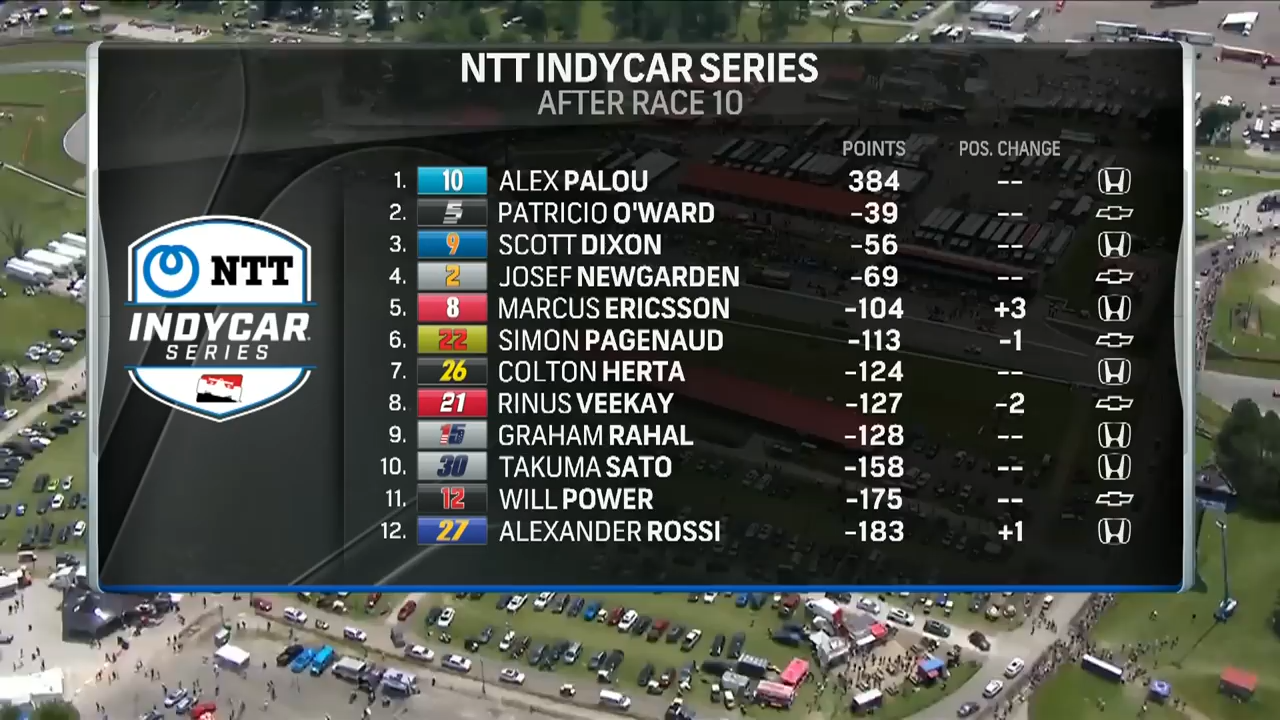 NTT INDYCAR SERIES
AFTER RACE 10
POINTS POS. CHANGE
1. 10 ALEX PALOU 384 --
2. 5 PATRICIO O'WARD -39 --
3. 9 SCOTT DIXON -56 --
4. 2 JOSEF NEWGARDEN -69 --
5. 8 MARCUS ERICSSON -104 +3
6. 22 SIMON PAGENAUD -113 -1
7. 26 COLTON HERTA -124 --
8. 21 RINUS VEEKAY -127 -2
9. 15 GRAHAM RAHAL -128 --
10. 30 TAKUMA SATO -158 --
11. 12 WILL POWER -175 --
12. 27 ALEXANDER ROSSI -183 +1
NTT
INDYCAR
SERIES